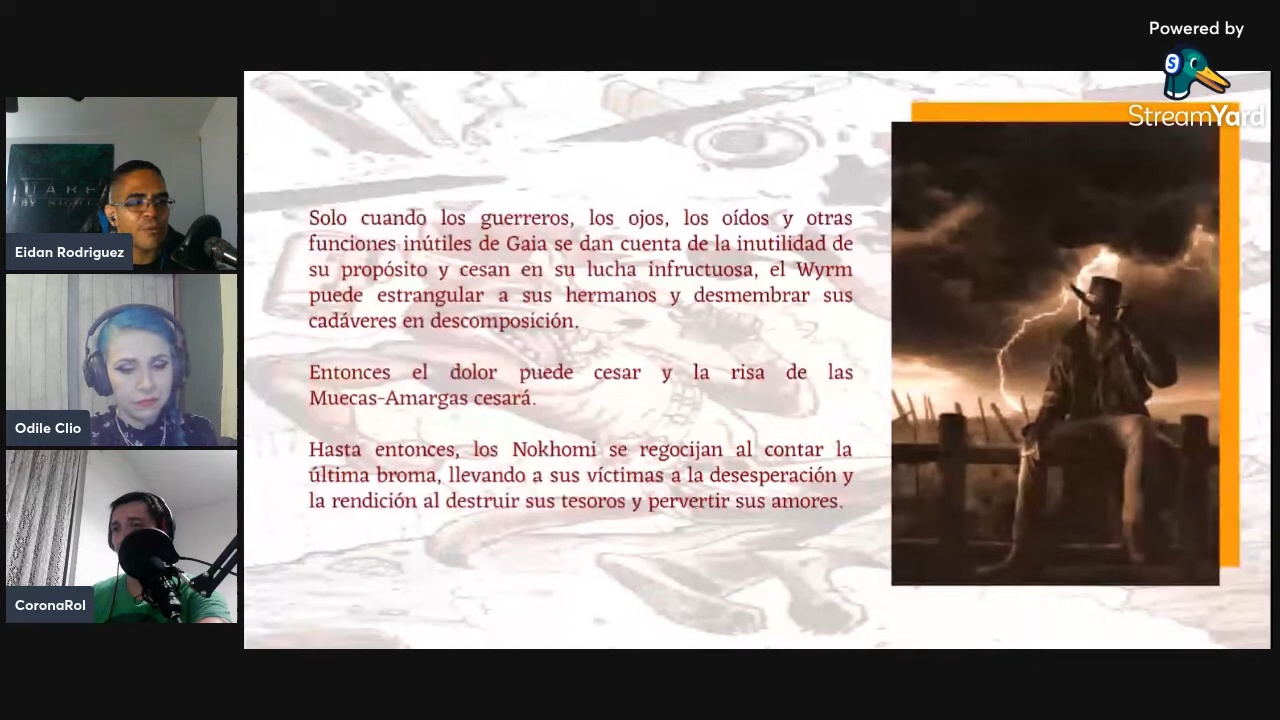 Powered by
StreamYard
S
UARK
BY NIGHT
Eidan Rodriguez
Odile Clio
CoronaRol
Solo cuando los guerreros, los ojos, los oídos y otras
funciones inútiles de Gaia se dan cuenta de la inutilidad de
su propósito y cesan en su lucha infructuosa, el Wyrm
puede estrangular a sus hermanos y desmembrar sus
cadáveres en descomposición.
Entonces el dolor puede cesar y la risa de las
Muecas-Amargas cesará.
Hasta entonces, los Nokhomi se regocijan al contar la
última broma, llevando a sus víctimas a la desesperación y
la rendición al destruir sus tesoros y pervertir sus amores.